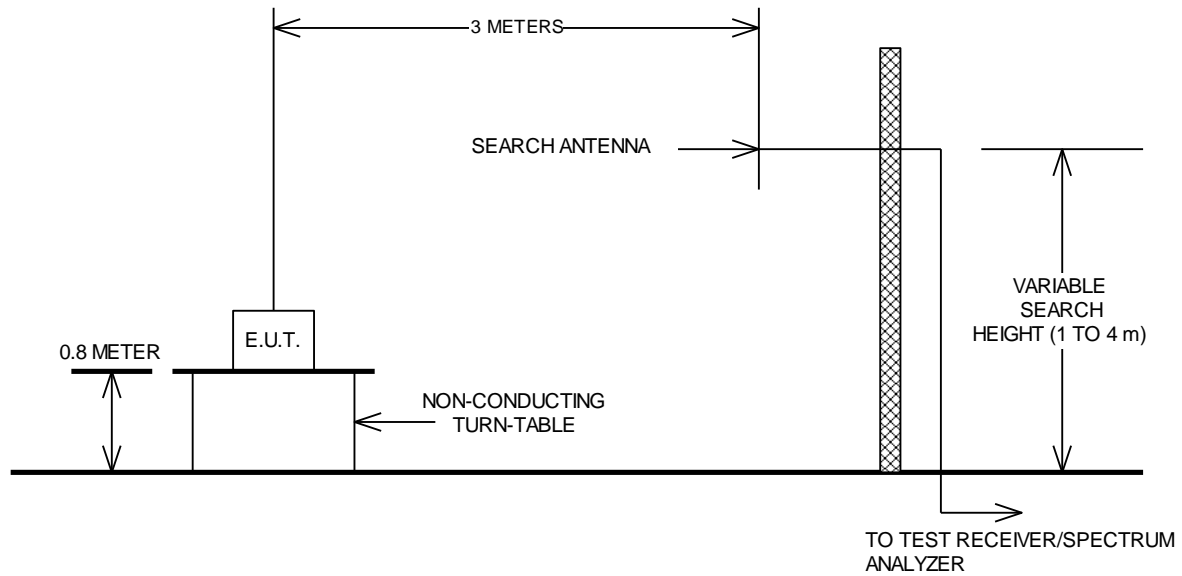 3 METERS
SEARCH ANTENNA
VARIABLE
SEARCH
HEIGHT (1 TO 4 m)
E.U.T.
0.8 METER
NON-CONDUCTING
TURN-TABLE
TO TEST RECEIVER/SPECTRUM
ANALYZER